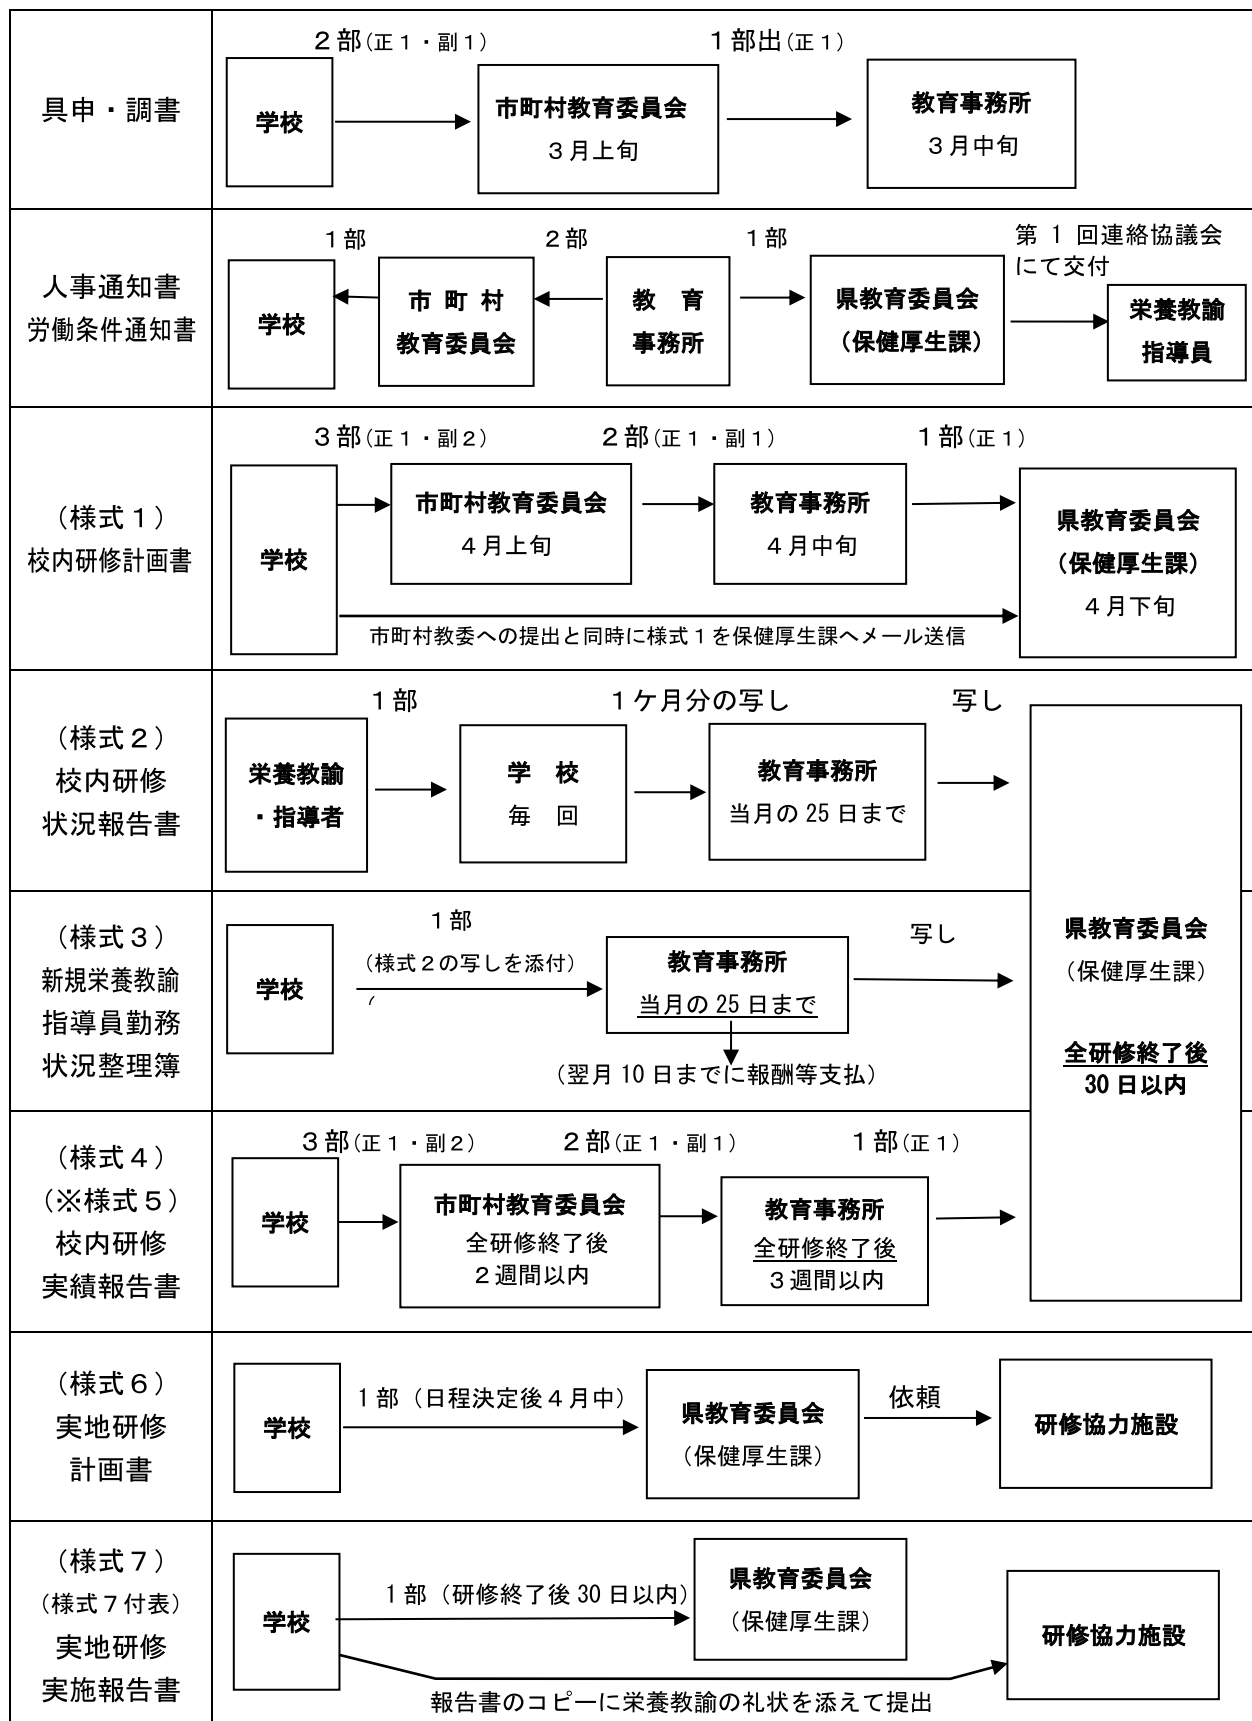 具申・調書
２部(正１・副１)
１部出(正１)
学校
市町村教育委員会
３月上旬
教育事務所
３月中旬
人事通知書
労働条件通知書
１部
２部
１部
第 1 回連絡協議会
にて交付
学校
市 町 村
教育委員会
教 育
事務所
県教育委員会
（保健厚生課）
栄養教諭
指導員
（様式１）
校内研修計画書
３部(正１・副２)
２部(正１・副１)
１部(正１)
学校
市町村教育委員会
４月上旬
教育事務所
４月中旬
県教育委員会
（保健厚生課）
４月下旬
市町村教委への提出と同時に様式１を保健厚生課へメール送信
（様式２）
校内研修
状況報告書
１部
１ケ月分の写し
写し
栄養教諭
・指導者
学 校
毎 回
教育事務所
当月の 25 日まで
（様式３）
新規栄養教諭
指導員勤務
状況整理簿
１部
（様式２の写しを添付）
写し
学校
教育事務所
当月の 25 日まで
（翌月 10 日までに報酬等支払）
県教育委員会
（保健厚生課）
全研修終了後
30 日以内
（様式４）
（※様式５）
校内研修
実績報告書
３部(正１・副２)
２部(正１・副１)
１部(正１)
学校
市町村教育委員会
全研修終了後
２週間以内
教育事務所
全研修終了後
３週間以内
（様式６）
実地研修
計画書
学校
1 部（日程決定後４月中）
県教育委員会
（保健厚生課）
依頼
研修協力施設
（様式７）
（様式７付表）
実地研修
実施報告書
学校
1 部（研修終了後 30 日以内）
県教育委員会
（保健厚生課）
研修協力施設
報告書のコピーに栄養教諭の礼状を添えて提出